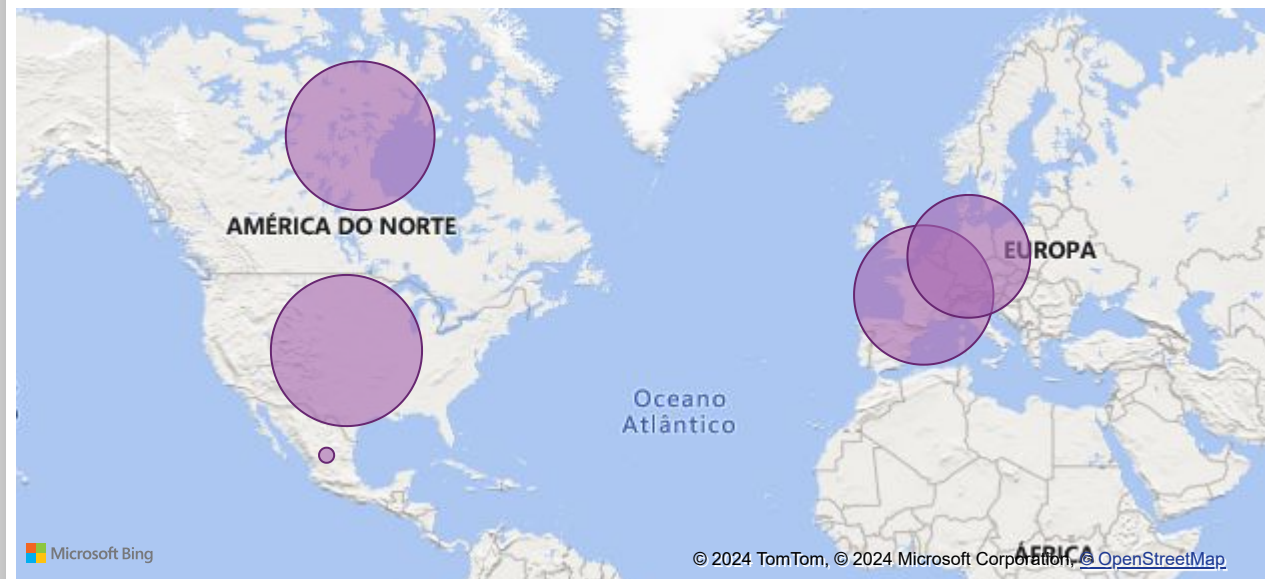 AMÉRICA DO NORTE
EUROPA
Oceano
Atlântico
ÁFRICA
Microsoft Bing
© 2024 TomTom, © 2024 Microsoft Corporation, © OpenStreetMap